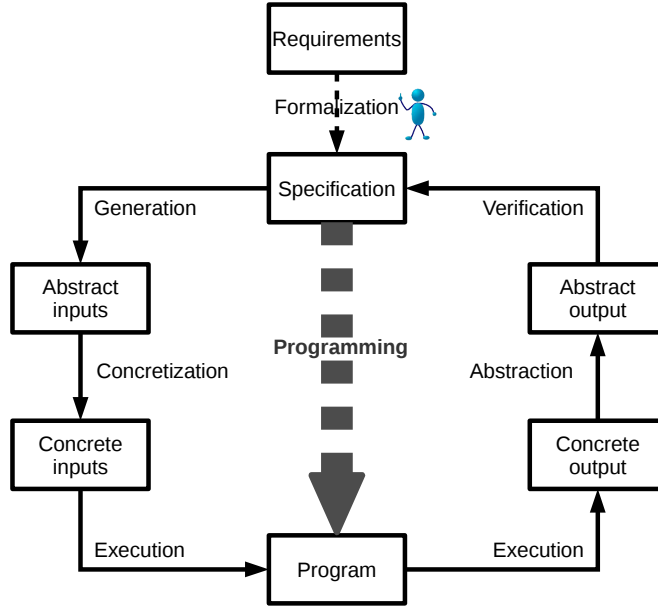 Requirements
Formalization
Specification
Generation
Verification
Abstract
inputs
Abstract
output
Programming
Concretization
Abstraction
Concrete
inputs
Concrete
output
Execution
Execution
Program